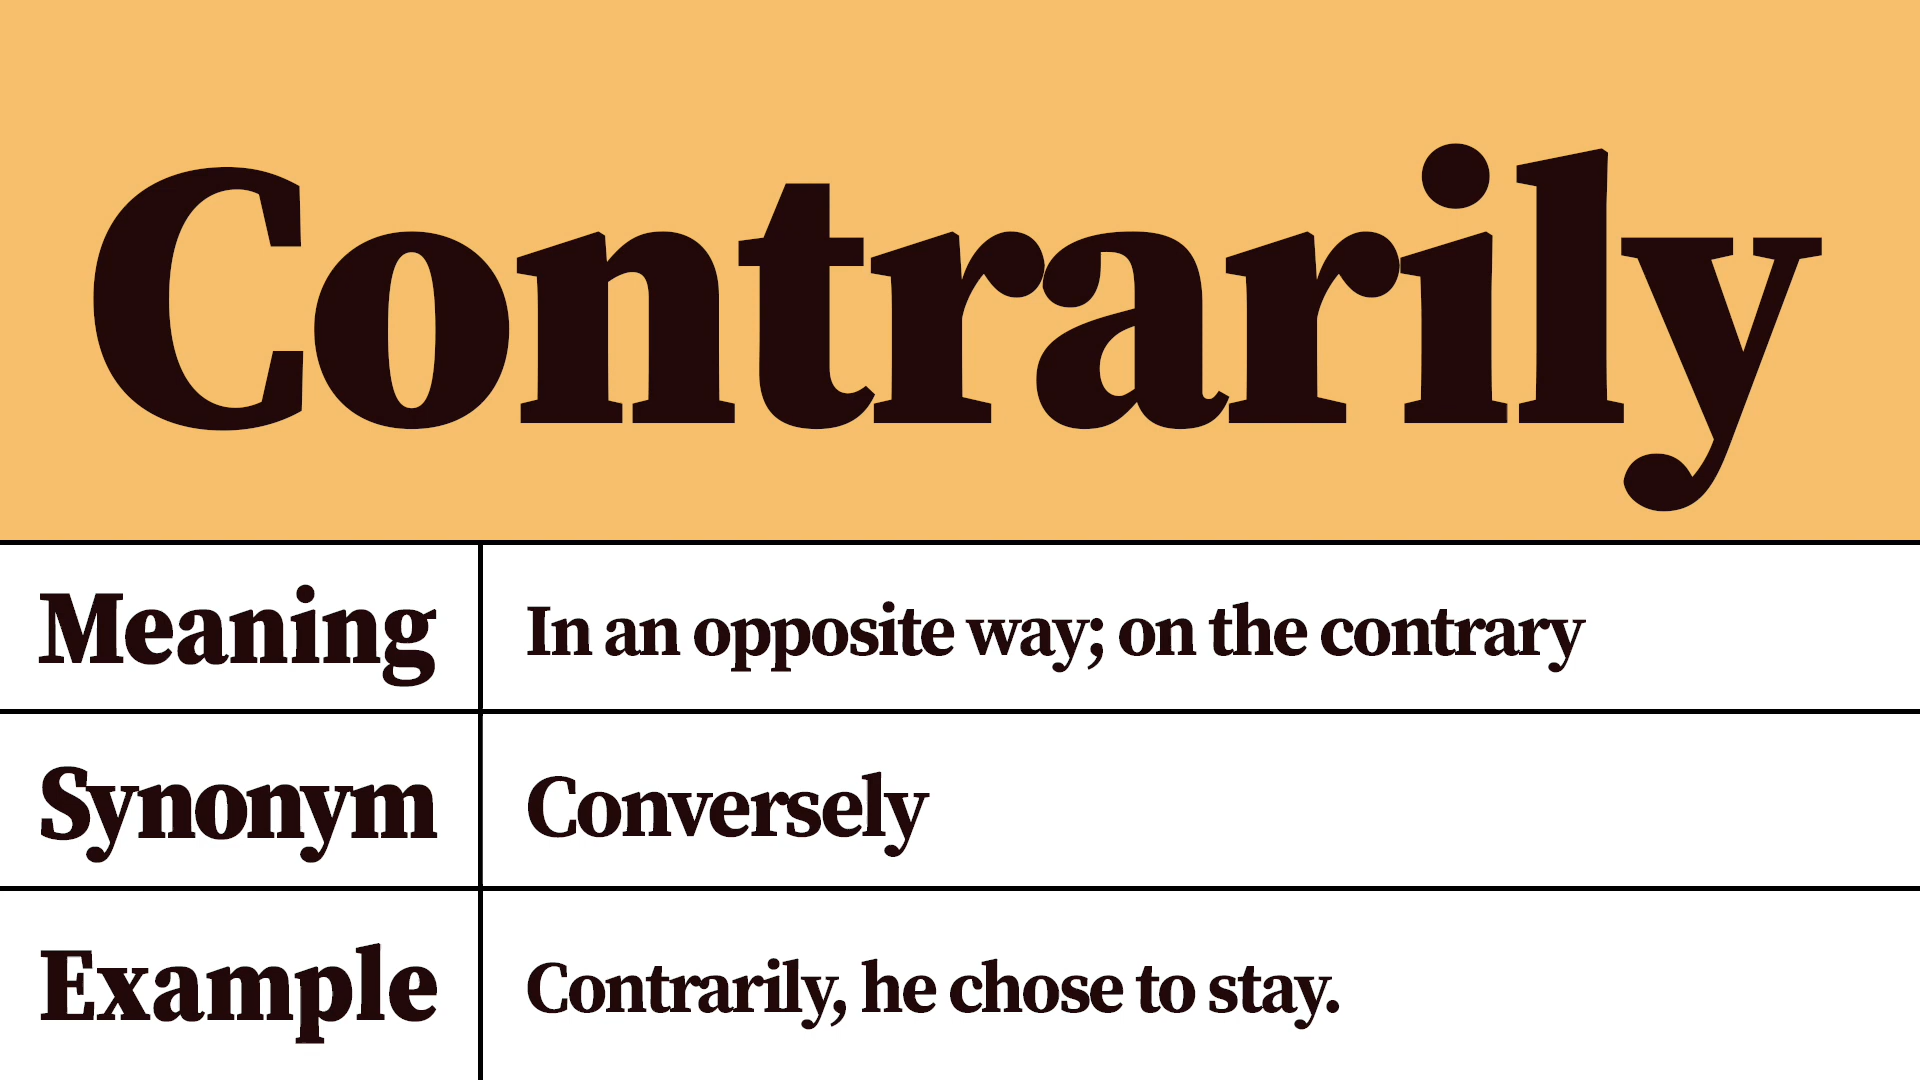 Contrarily
Meaning
In an opposite way; on the contrary
Synonym
Conversely
Example
Contrarily, he chose to stay.